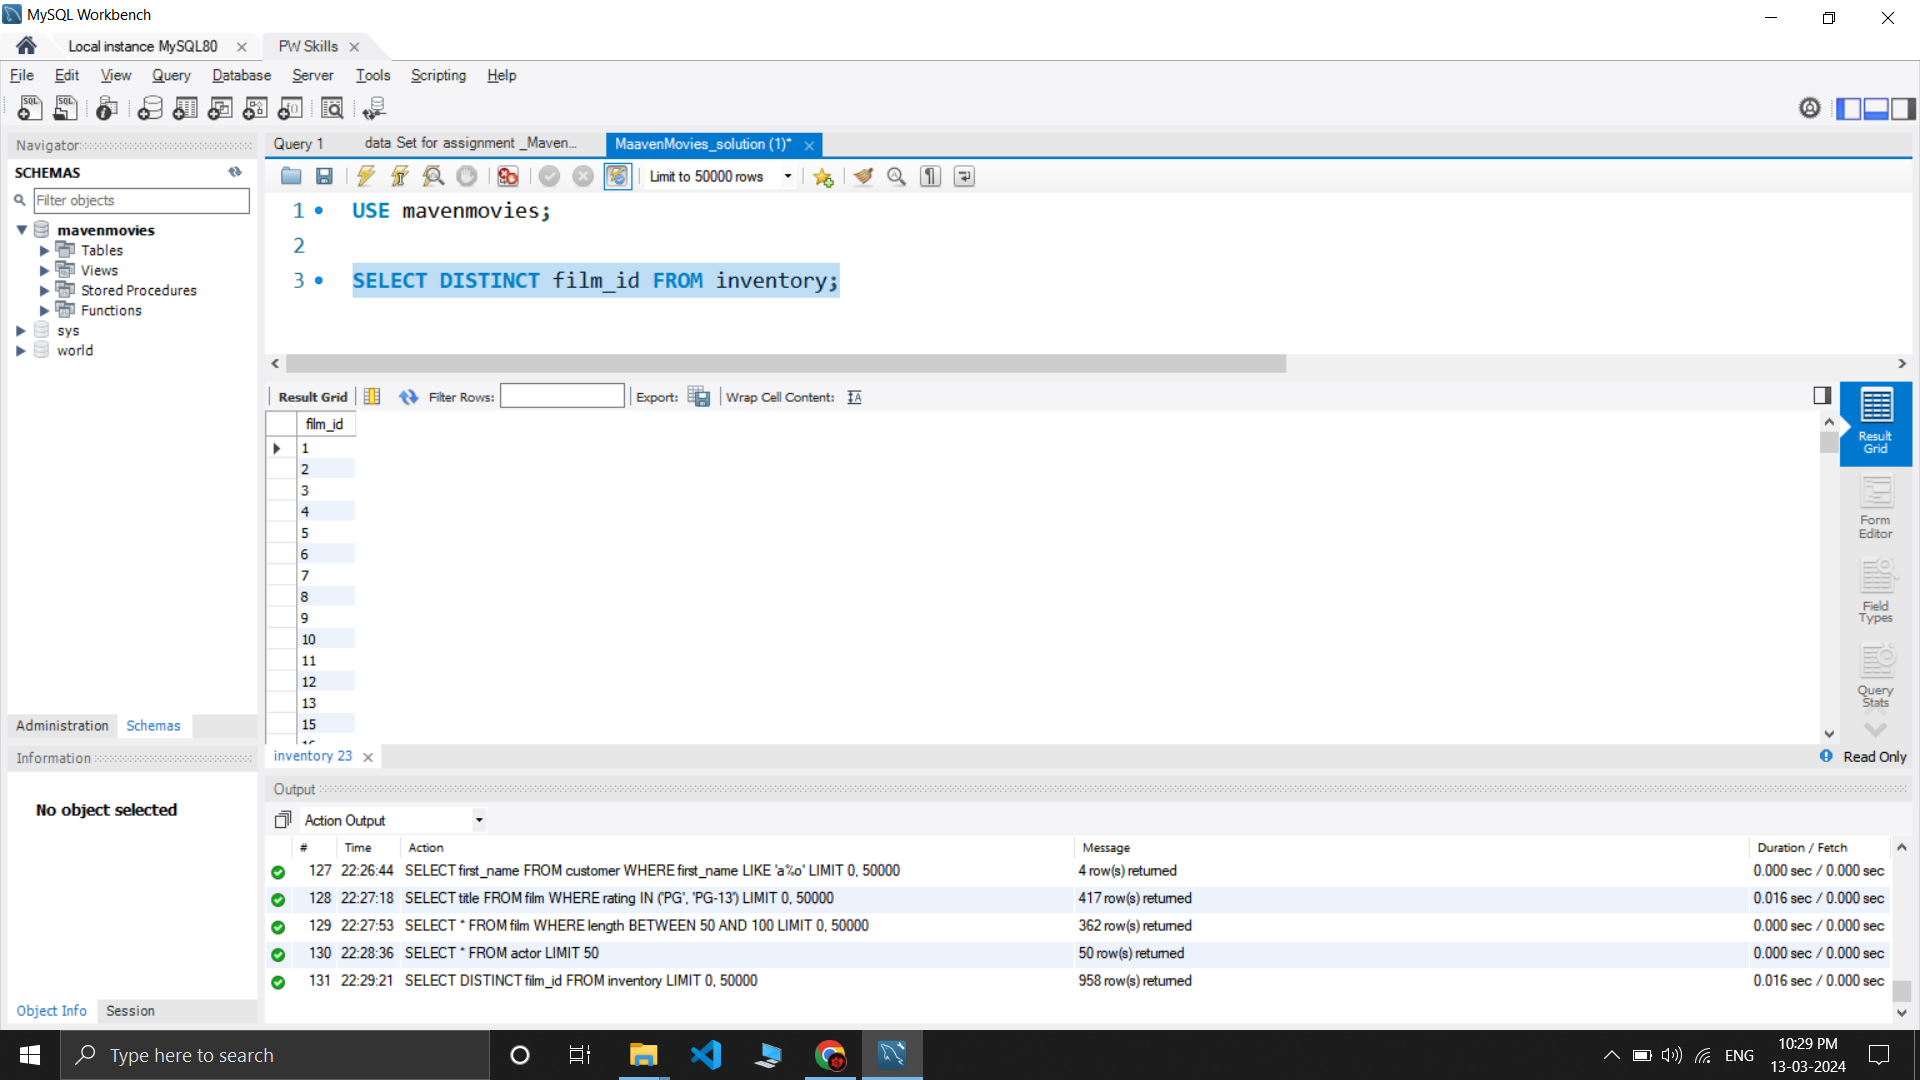 MySQL Workbench
Local instance MySQL80
PW Skills
File Edit View Query Database Server Tools Scripting Help
Navigator
Query 1
data Set for assignment _Maven...
MaavenMovies_solution (1)*
SCHEMAS
Limit to 50000 rows
Filter objects
mavenmovies
Tables
Views
Stored Procedures
Functions
sys
world
1 USE mavenmovies;
2
3 SELECT DISTINCT film_id FROM inventory;
Result Grid
Filter Rows:
Export:
Wrap Cell Content:
film_id
1
2
3
4
5
6
7
8
9
10
11
12
13
15
Result
Grid
Form
Editor
Field
Types
Query
Stats
Administration Schemas
inventory 23
Read Only
Information
No object selected
Output
Action Output
# Time Action Message Duration / Fetch
127 22:26:44 SELECT first_name FROM customer WHERE first_name LIKE 'a%o' LIMIT 0, 50000 4 row(s) returned 0.000 sec / 0.000 sec
128 22:27:18 SELECT title FROM film WHERE rating IN ('PG', 'PG-13') LIMIT 0, 50000 417 row(s) returned 0.016 sec / 0.000 sec
129 22:27:53 SELECT * FROM film WHERE length BETWEEN 50 AND 100 LIMIT 0, 50000 362 row(s) returned 0.000 sec / 0.000 sec
130 22:28:36 SELECT * FROM actor LIMIT 50 50 row(s) returned 0.000 sec / 0.000 sec
131 22:29:21 SELECT DISTINCT film_id FROM inventory LIMIT 0, 50000 958 row(s) returned 0.016 sec / 0.000 sec
Object Info Session
Type here to search
ENG
10:29 PM
13-03-2024